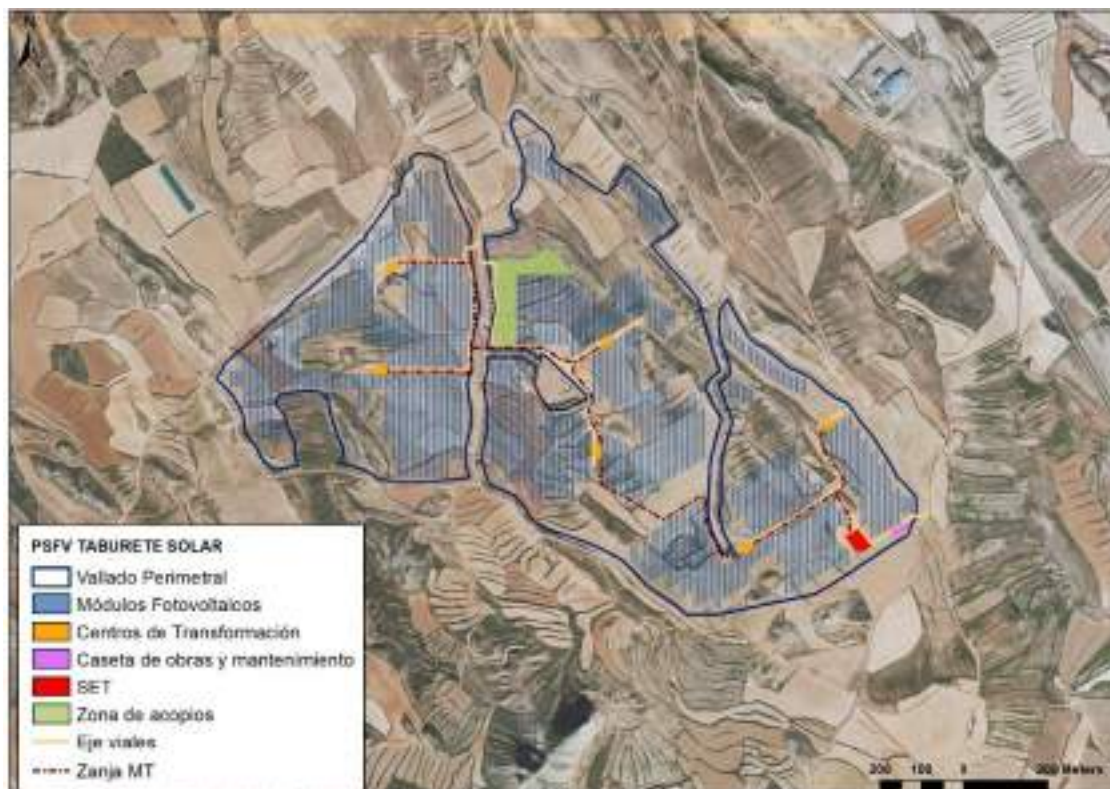 N
PSFV TABURETE SOLAR
Vallado Perimetral
Módulos Fotovoltaicos
Centros de Transformación
Caseta de obras y mantenimiento
SET
Zona de acopios
Eje viales
Zanja MT
200 100 0 200 Meters